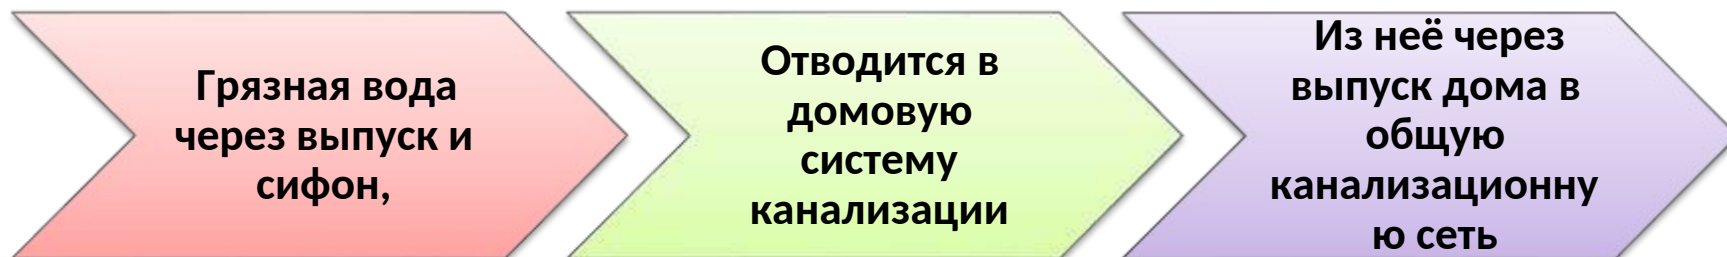 Грязная вода
через выпуск и
сифон,
Отводится в
домовую
систему
канализации
Из неё через
выпуск дома в
общую
канализационну
ю сеть